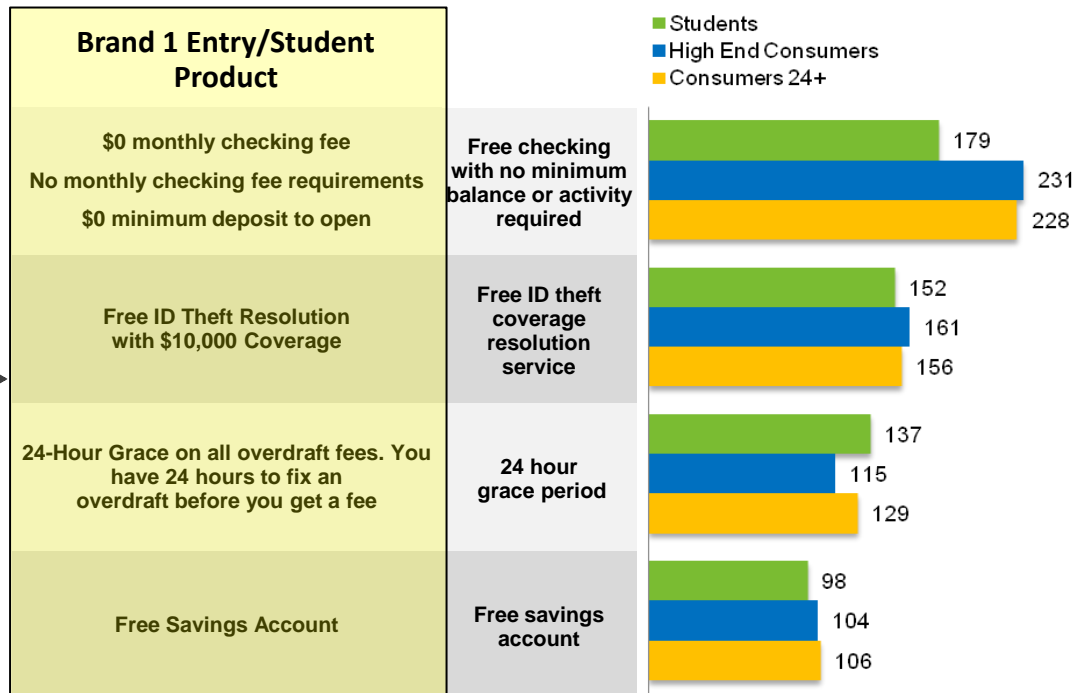 Brand 1 Entry/Student
Product
Students
High End Consumers
Consumers 24+
$0 monthly checking fee
No monthly checking fee requirements
$0 minimum deposit to open
Free checking
with no minimum
balance or activity
required
179
231
228
Free ID Theft Resolution
with $10,000 Coverage
Free ID theft
coverage
resolution
service
152
161
156
24-Hour Grace on all overdraft fees. You
have 24 hours to fix an
overdraft before you get a fee
24 hour
grace period
137
115
129
Free Savings Account
Free savings
account
98
104
106